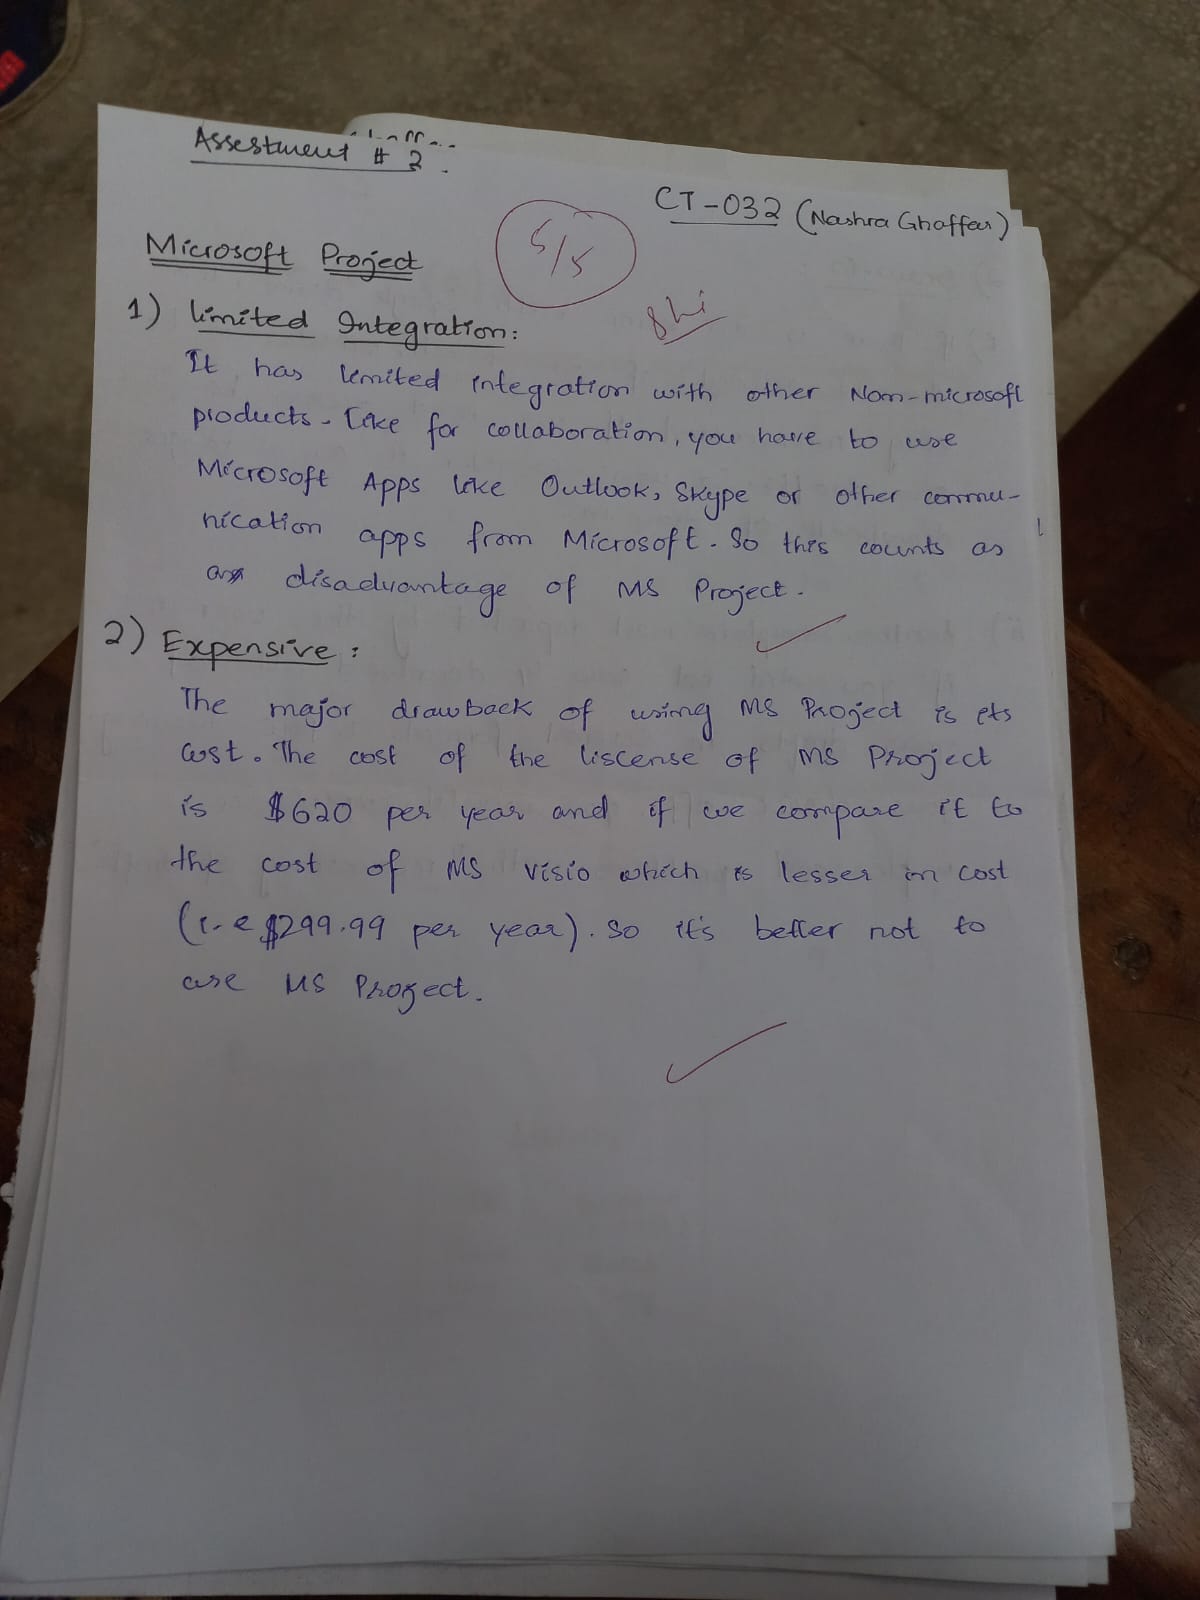 Assestment # 2
CT-032 (Nashra Ghaffar)
5/5
Microsoft Project
1) limited Integration:
It has limited integration with other Non-microsoft
products. Like for collaboration, you have to use
Microsoft Apps like Outlook, Skype or other commu-
nication apps from Microsoft. So this counts as
disadvantage of MS Project.
2) Expensive:
The major drawback of using MS Project is its
cost. The cost of the liscense of MS Project
is $620 per year and if we compare it to
the cost of MS visio which is lesser in cost
(i.e $299.99 per year). So it's better not to
use MS Project.